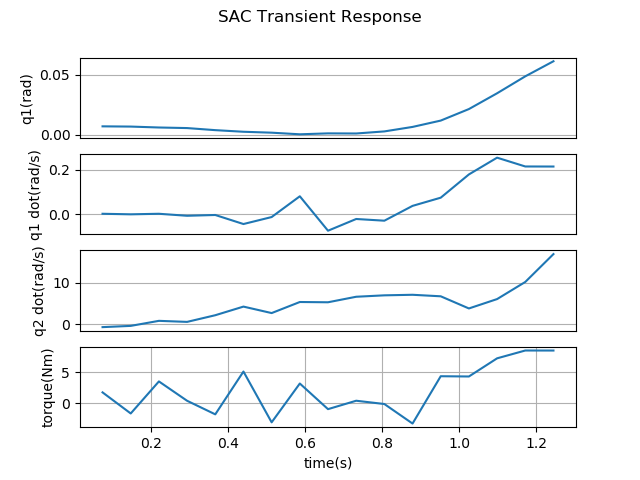 SAC Transient Response
q1(rad)
0.05
0.00
q1 dot(rad/s)
0.2
0.0
q2 dot(rad/s)
10
0
torque(Nm)
5
0
0.2 0.4 0.6 0.8 1.0 1.2
time(s)